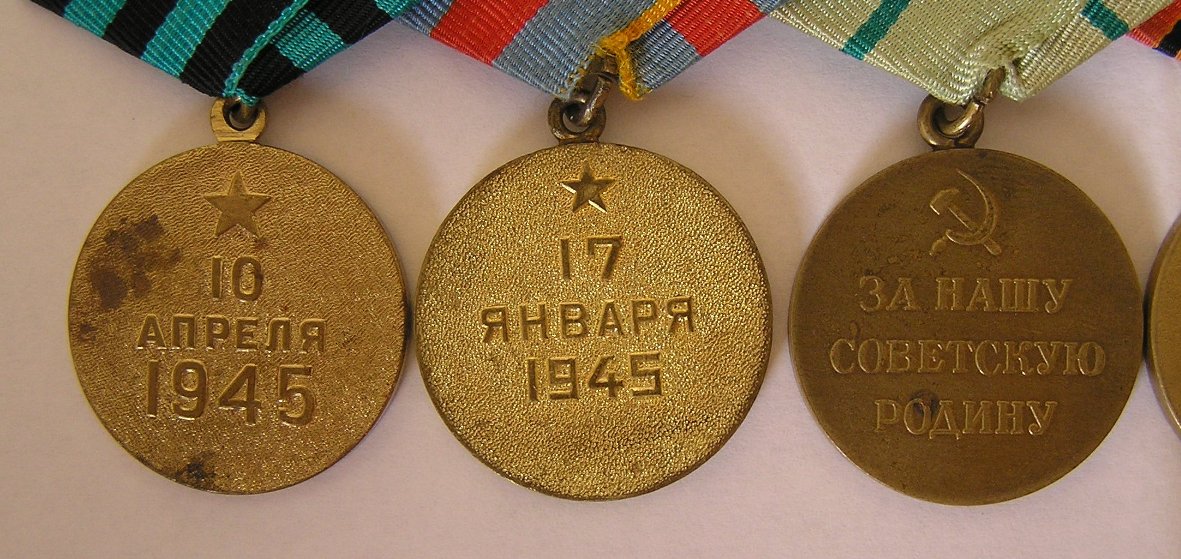 10
АПРЕЛЯ
1945
17
ЯНВАРЯ
1945
ЗА НАШУ
СОВЕТСКУЮ
РОДИНУ